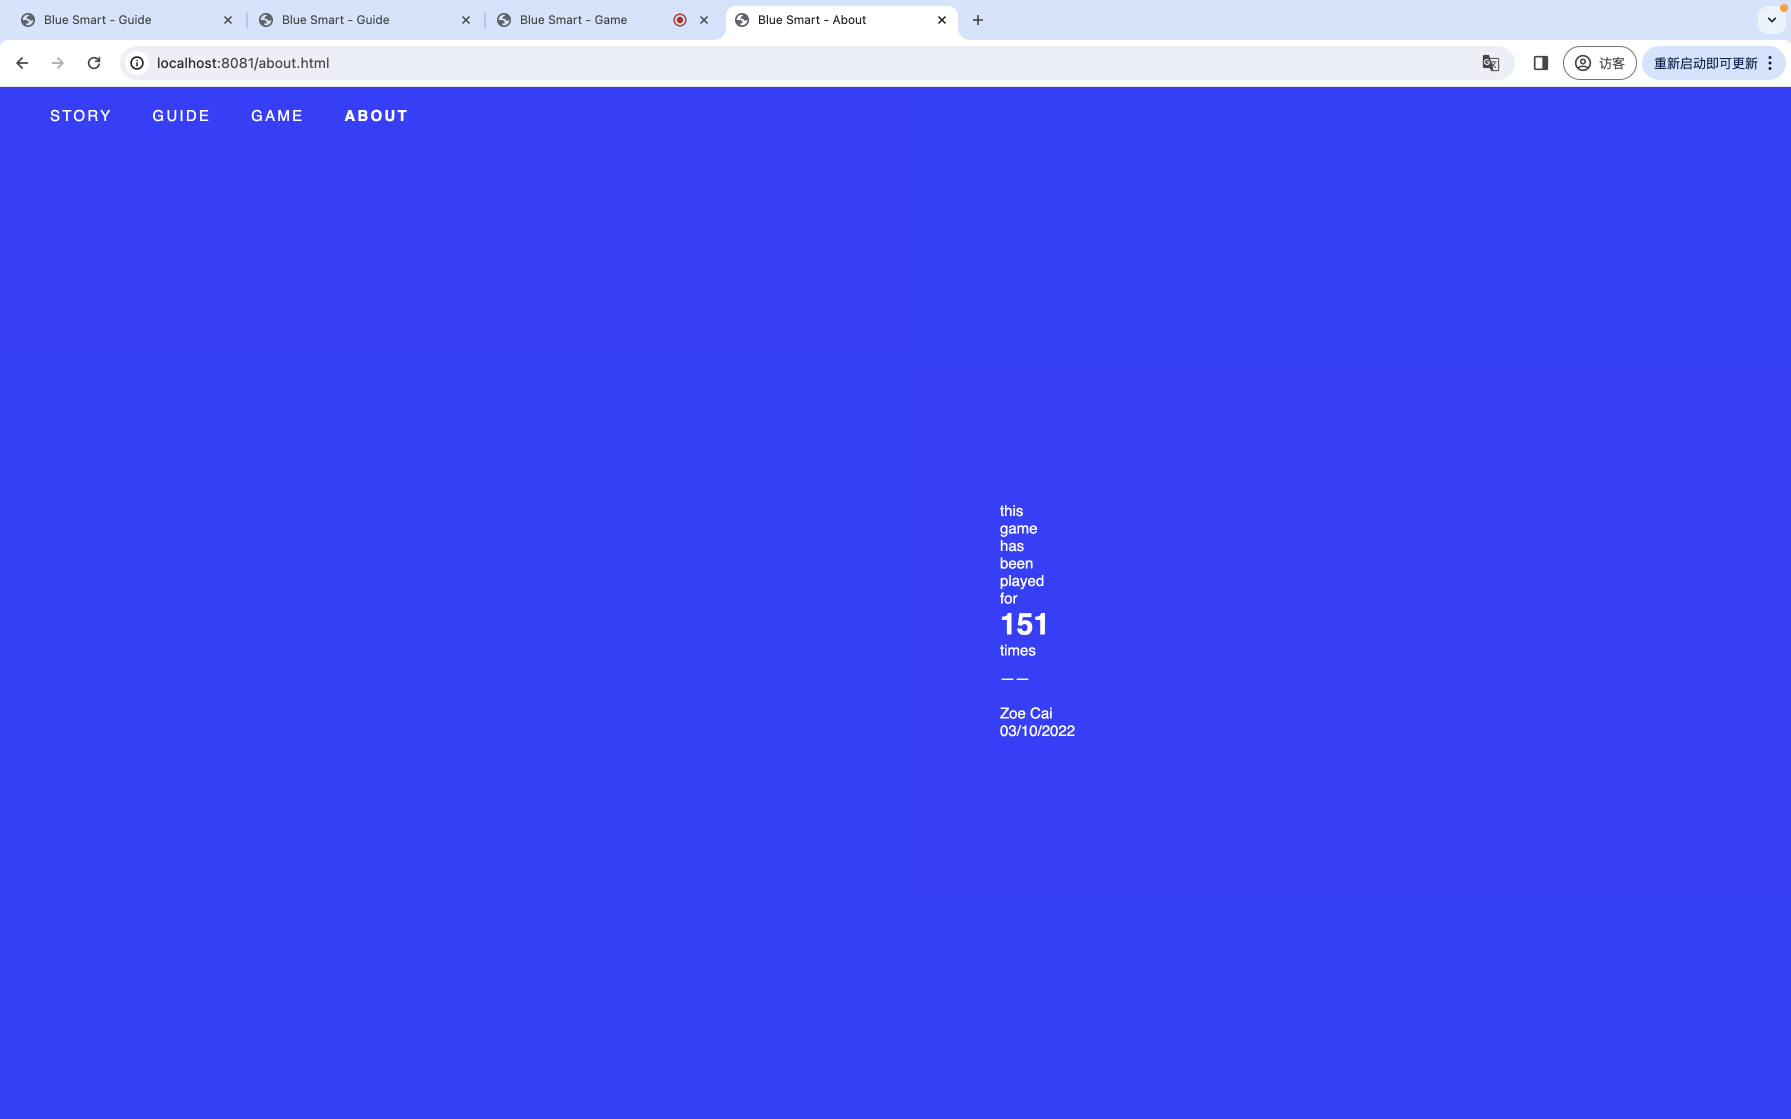 Blue Smart - Guide
Blue Smart - Guide
Blue Smart - Game
Blue Smart - About
localhost:8081/about.html
访客
重新启动即可更新
STORY GUIDE GAME ABOUT
this
game
has
been
played
for
151
times
——
Zoe Cai
03/10/2022